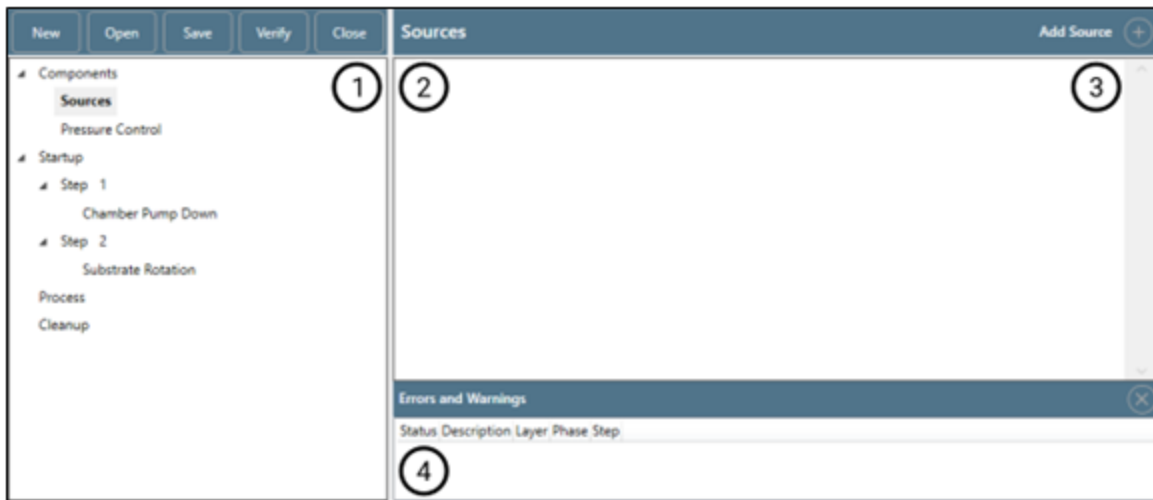 New Open Save Verify Close
Sources Add Source
1
2
3
Components
Sources
Pressure Control
Startup
Step 1
Chamber Pump Down
Step 2
Substrate Rotation
Process
Cleanup
Errors and Warnings
Status Description Layer Phase Step
4